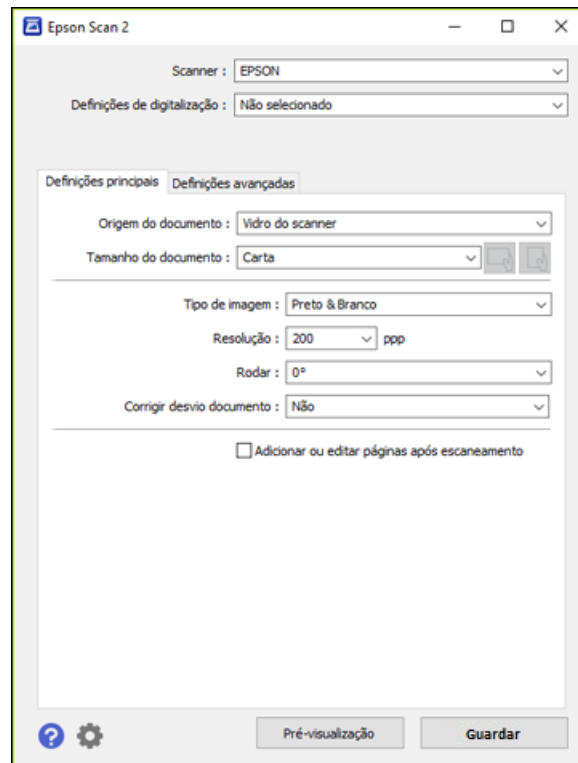 Epson Scan 2
Scanner : EPSON
Definições de digitalização : Não selecionado
Definições principais Definições avançadas
Origem do documento : Vidro do scanner
Tamanho do documento : Carta
Tipo de imagem : Preto & Branco
Resolução : 200 ppp
Rodar : 0°
Corrigir desvio documento : Não
Adicionar ou editar páginas após escaneamento
? Pré-visualização Guardar